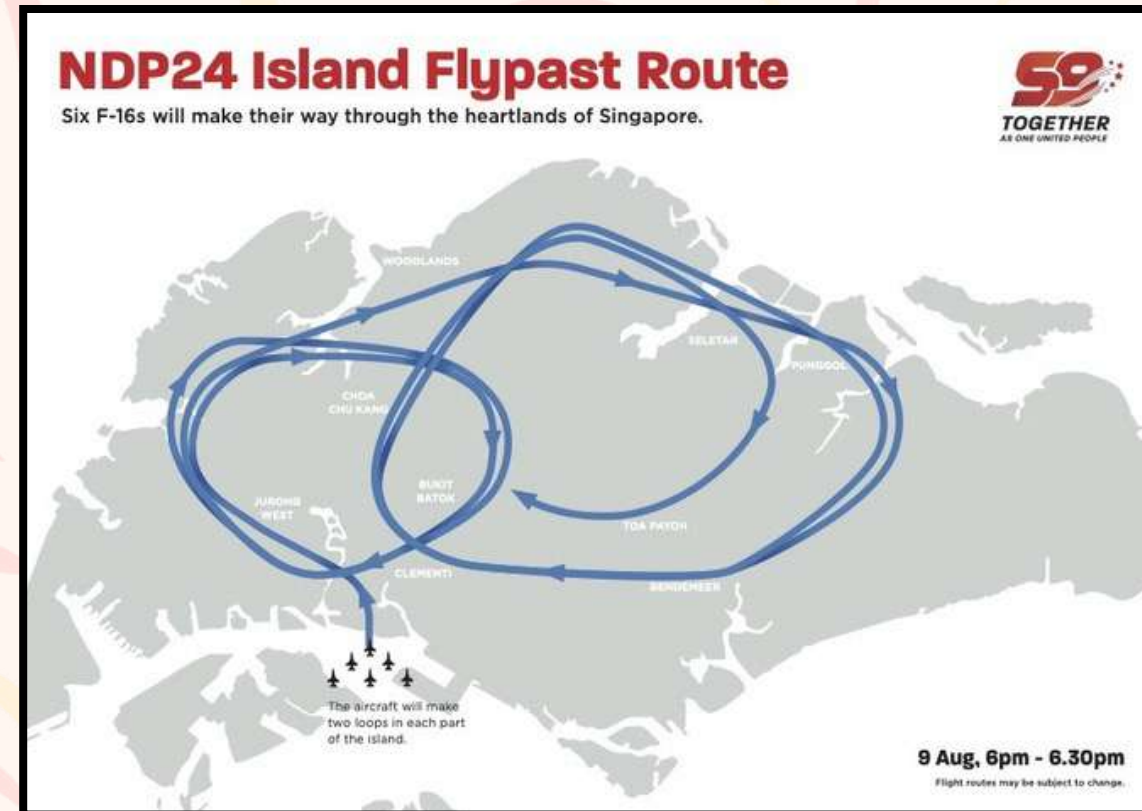 NDP24 Island Flypast Route
Six F-16s will make their way through the heartlands of Singapore.
59
TOGETHER
AS ONE UNITED PEOPLE
WOODLANDS
SELETAR
PUNGGOL
CHOA
CHU KANG
BUKIT
BATOK
JURONG
WEST
TOA PAYOH
CLEMENTI
BENDEMEER
The aircraft will make
two loops in each part
of the island.
9 Aug, 6pm - 6.30pm
Flight routes may be subject to change.